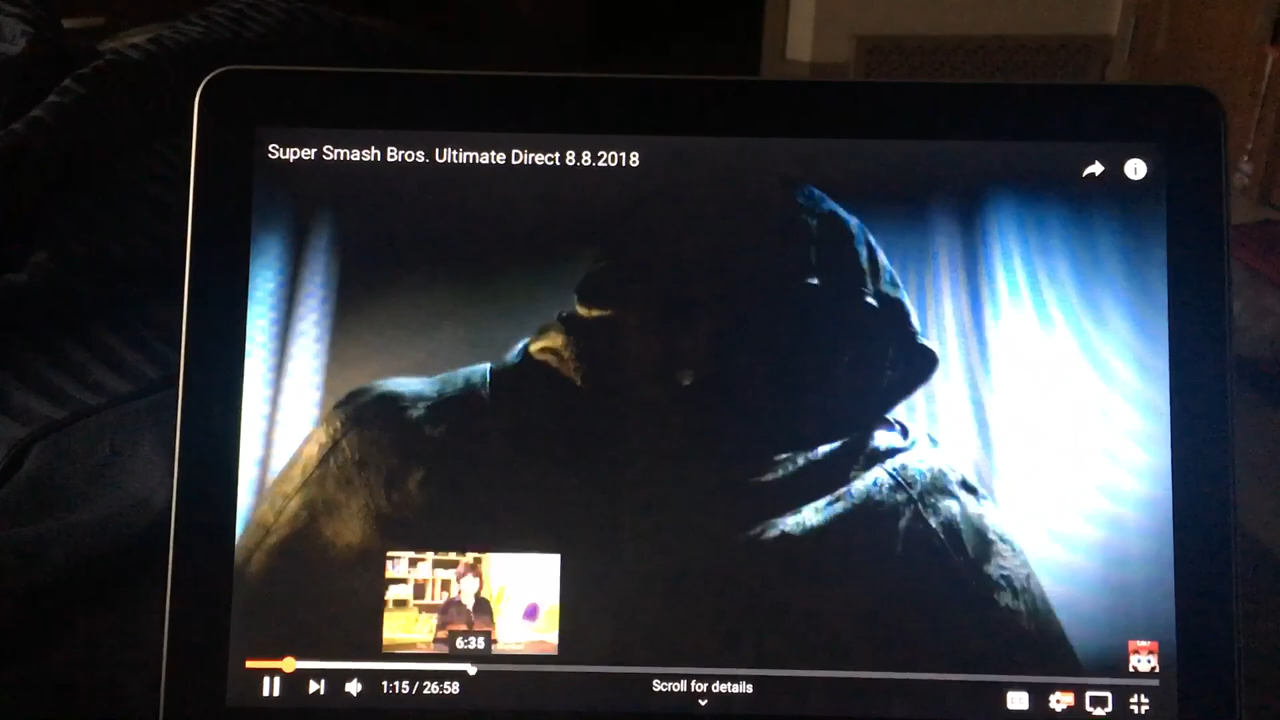 Super Smash Bros. Ultimate Direct 8.8.2018
6:35
1:15 / 26:58
Scroll for details